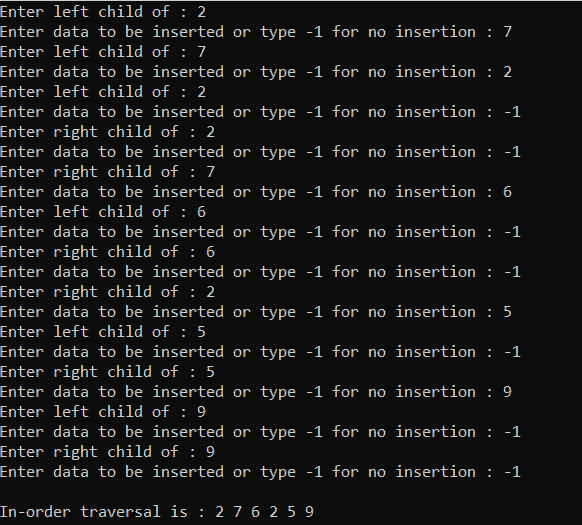 Enter left child of : 2
Enter data to be inserted or type -1 for no insertion : 7
Enter left child of : 7
Enter data to be inserted or type -1 for no insertion : 2
Enter left child of : 2
Enter data to be inserted or type -1 for no insertion : -1
Enter right child of : 2
Enter data to be inserted or type -1 for no insertion : -1
Enter right child of : 7
Enter data to be inserted or type -1 for no insertion : 6
Enter left child of : 6
Enter data to be inserted or type -1 for no insertion : -1
Enter right child of : 6
Enter data to be inserted or type -1 for no insertion : -1
Enter right child of : 2
Enter data to be inserted or type -1 for no insertion : 5
Enter left child of : 5
Enter data to be inserted or type -1 for no insertion : -1
Enter right child of : 5
Enter data to be inserted or type -1 for no insertion : 9
Enter left child of : 9
Enter data to be inserted or type -1 for no insertion : -1
Enter right child of : 9
Enter data to be inserted or type -1 for no insertion : -1
In-order traversal is : 2 7 6 2 5 9